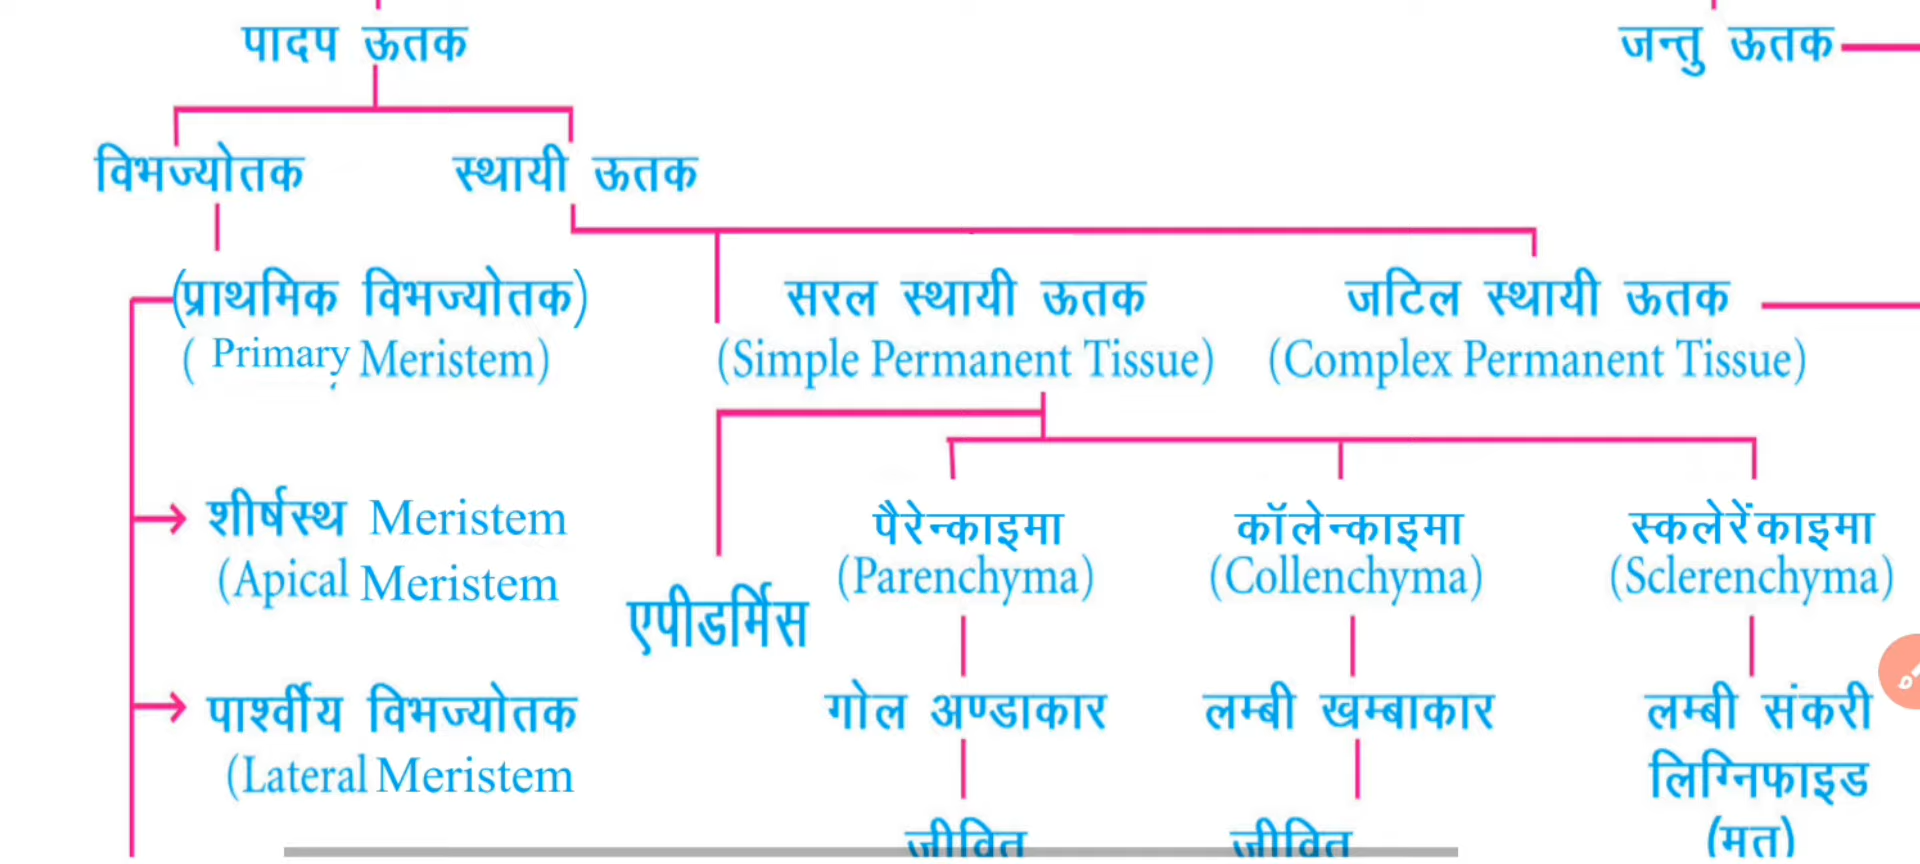 पादप ऊतक
जन्तु ऊतक
विभज्योतक
स्थायी ऊतक
(प्राथमिक विभज्योतक)
(Primary Meristem)
सरल स्थायी ऊतक
(Simple Permanent Tissue)
जटिल स्थायी ऊतक
(Complex Permanent Tissue)
शीर्षस्थ Meristem
(Apical Meristem
पार्श्वीय विभज्योतक
(Lateral Meristem
एपीडर्मिस
पैरेन्काइमा
(Parenchyma)
गोल अण्डाकार
जीवित
कॉलेन्काइमा
(Collenchyma)
लम्बी खम्बाकार
जीवित
स्कलेरेंकाइमा
(Sclerenchyma)
लम्बी संकरी
लिग्निफाइड